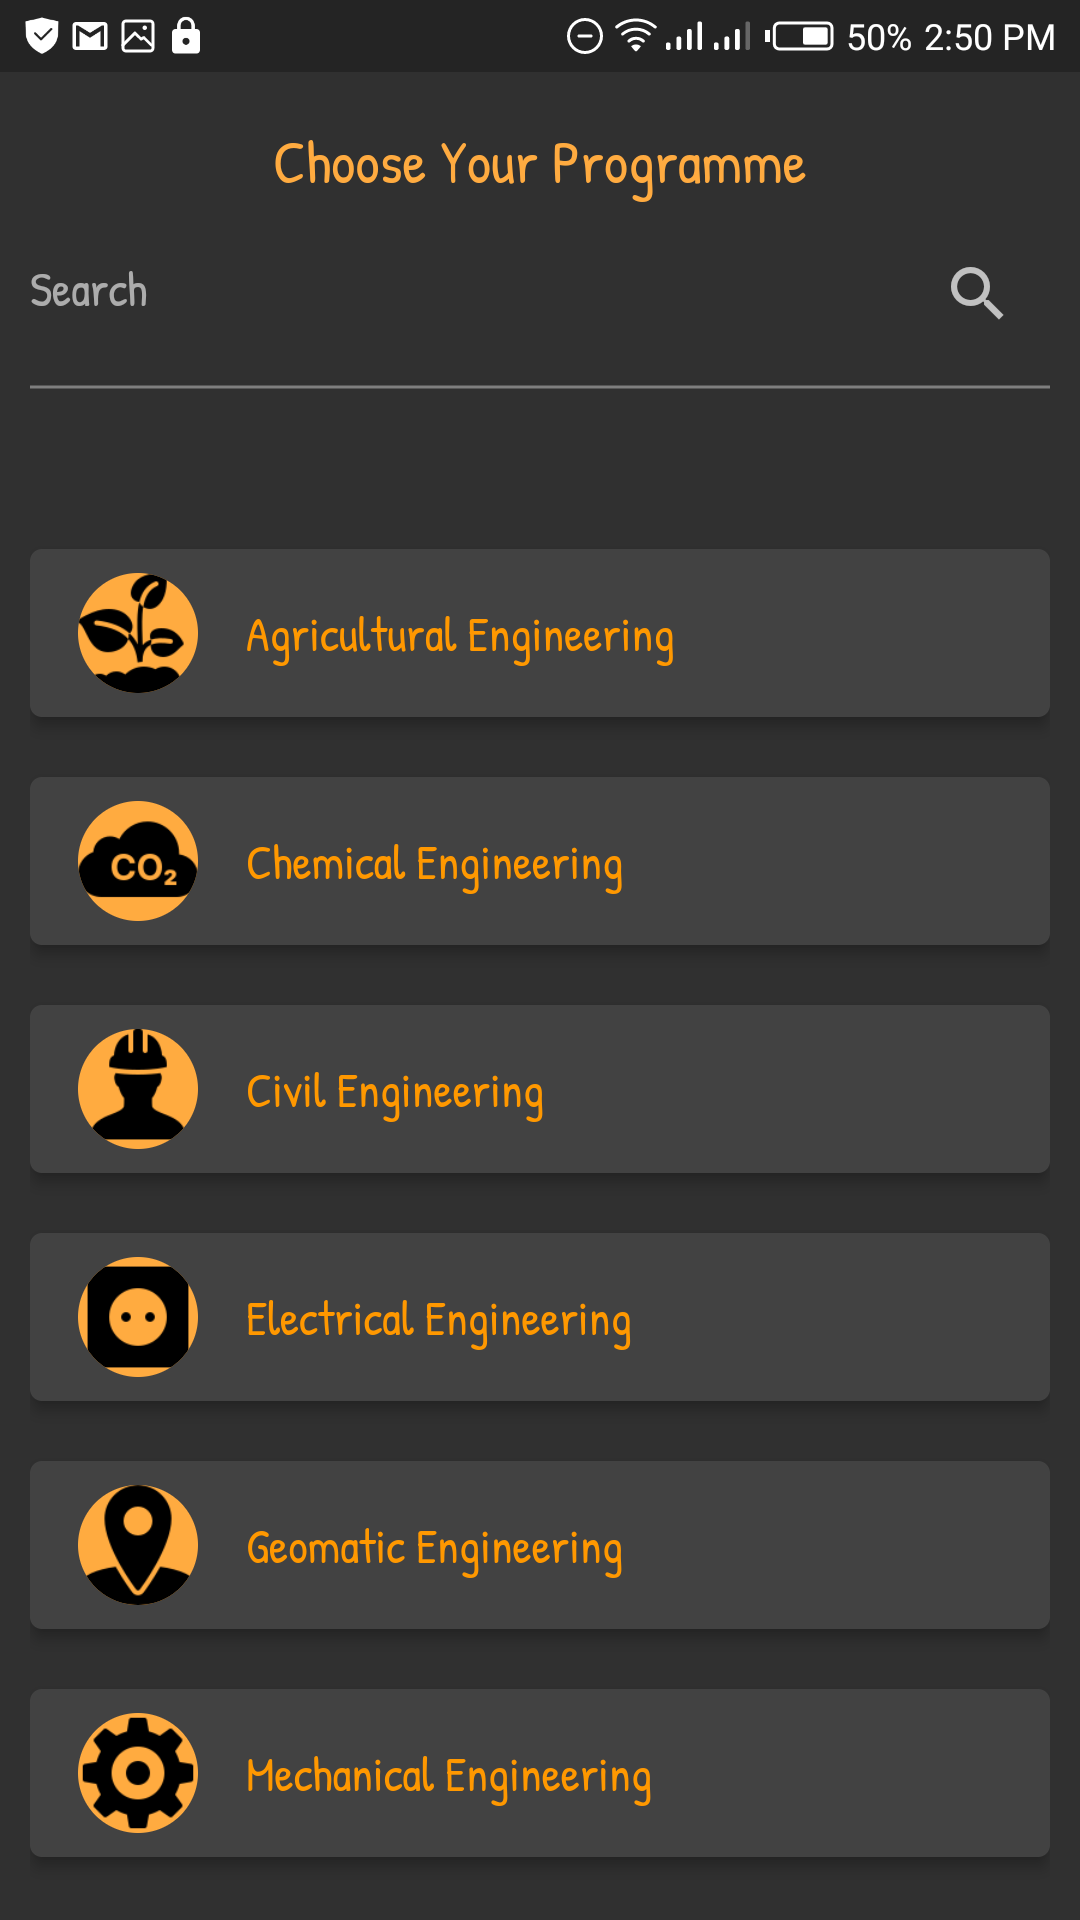 50% 2:50 PM
Choose Your Programme
Search
Agricultural Engineering
CO₂
Chemical Engineering
Civil Engineering
Electrical Engineering
Geomatic Engineering
Mechanical Engineering